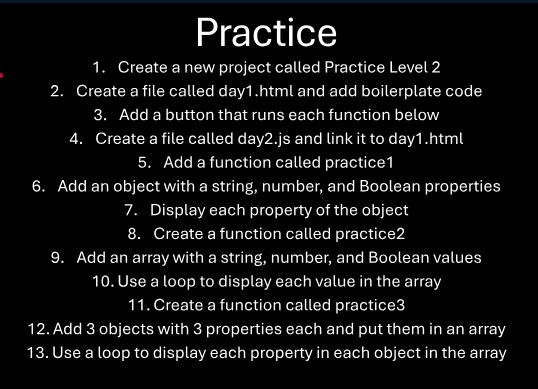 Practice
1. Create a new project called Practice Level 2
2. Create a file called day1.html and add boilerplate code
3. Add a button that runs each function below
4. Create a file called day2.js and link it to day1.html
5. Add a function called practice1
6. Add an object with a string, number, and Boolean properties
7. Display each property of the object
8. Create a function called practice2
9. Add an array with a string, number, and Boolean values
10. Use a loop to display each value in the array
11. Create a function called practice3
12. Add 3 objects with 3 properties each and put them in an array
13. Use a loop to display each property in each object in the array